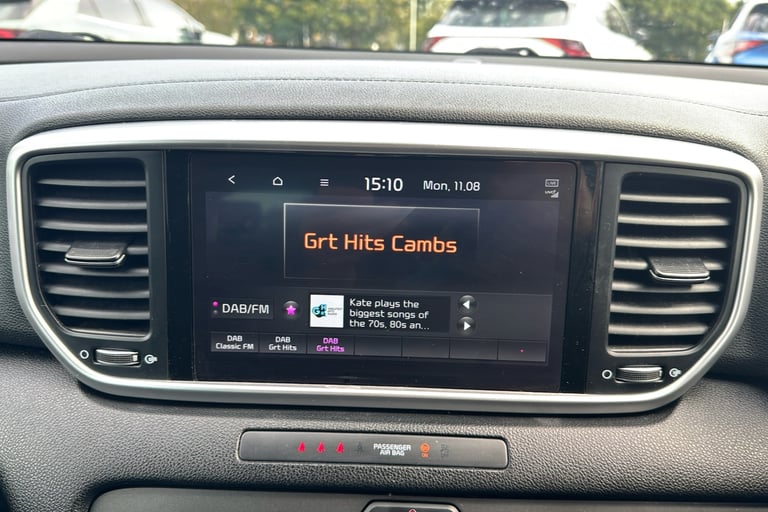 15:10 Mon, 11.08
LIVE
Grt Hits Cambs
DAB/FM
Kate plays the
biggest songs of
the 70s, 80s an...
DAB
Classic FM
DAB
Grt Hits
DAB
Grt Hits
PASSENGER
AIR BAG